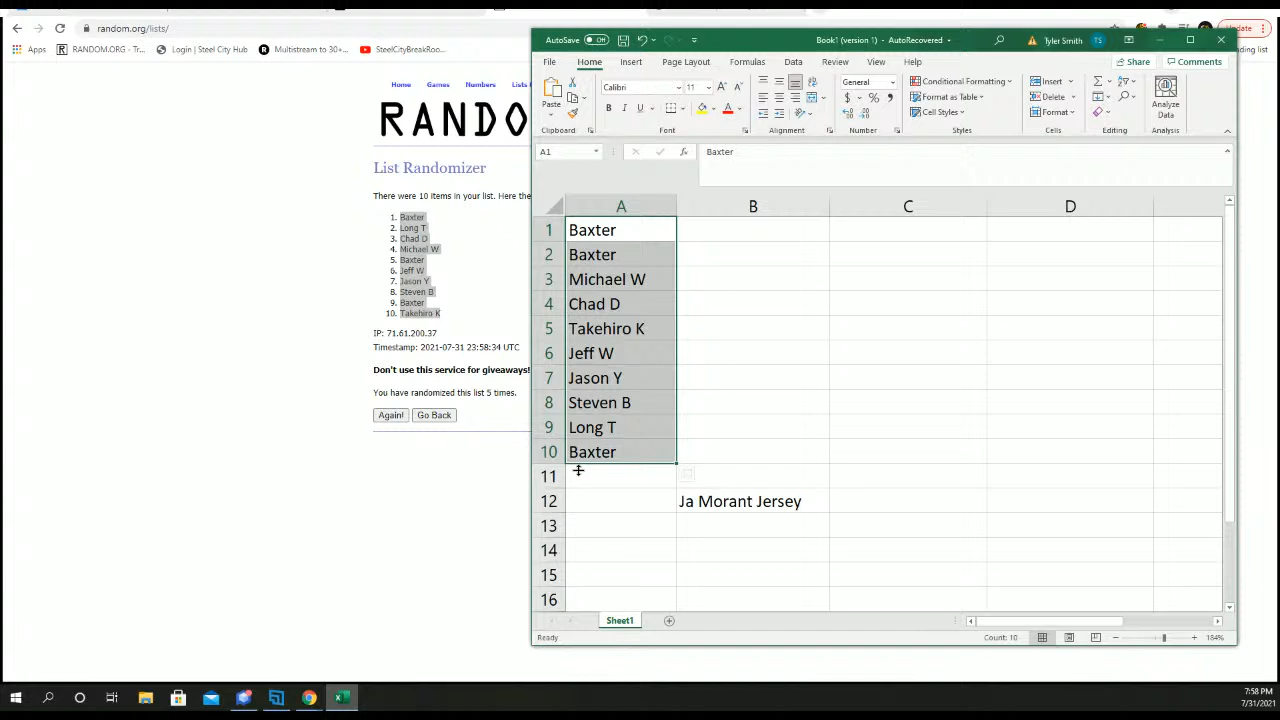 random.org/lists/
Update
Apps
RANDOM.ORG - Tr...
Login | Steel City Hub
Multistream to 30+...
SteelCityBreakRoo...
ding list
Home
Games
Numbers
Lists
RANDO
List Randomizer
There were 10 items in your list. Here the
1. Baxter
2. Long T
3. Chad D
4. Michael W
5. Baxter
6. Jeff W
7. Jason Y
8. Steven B
9. Baxter
10. Takehiro K
IP: 71.61.200.37
Timestamp: 2021-07-31 23:58:34 UTC
Don't use this service for giveaways!
You have randomized this list 5 times.
Again!
Go Back
AutoSave Off
Book1 (version 1) - AutoRecovered
Tyler Smith TS
File Home Insert Page Layout Formulas Data Review View Help
Share
Comments
Paste
Clipboard
Calibri 11
B I U
Font
Alignment
General
$ % ,
Number
Conditional Formatting
Format as Table
Cell Styles
Styles
Insert
Delete
Format
Cells
Editing
Analyze
Data
Analysis
A1
fx
Baxter
A B C D
1 Baxter
2 Baxter
3 Michael W
4 Chad D
5 Takehiro K
6 Jeff W
7 Jason Y
8 Steven B
9 Long T
10 Baxter
11
12 Ja Morant Jersey
13
14
15
16
Sheet1
Ready
Count: 10
184%
7:58 PM
7/31/2021